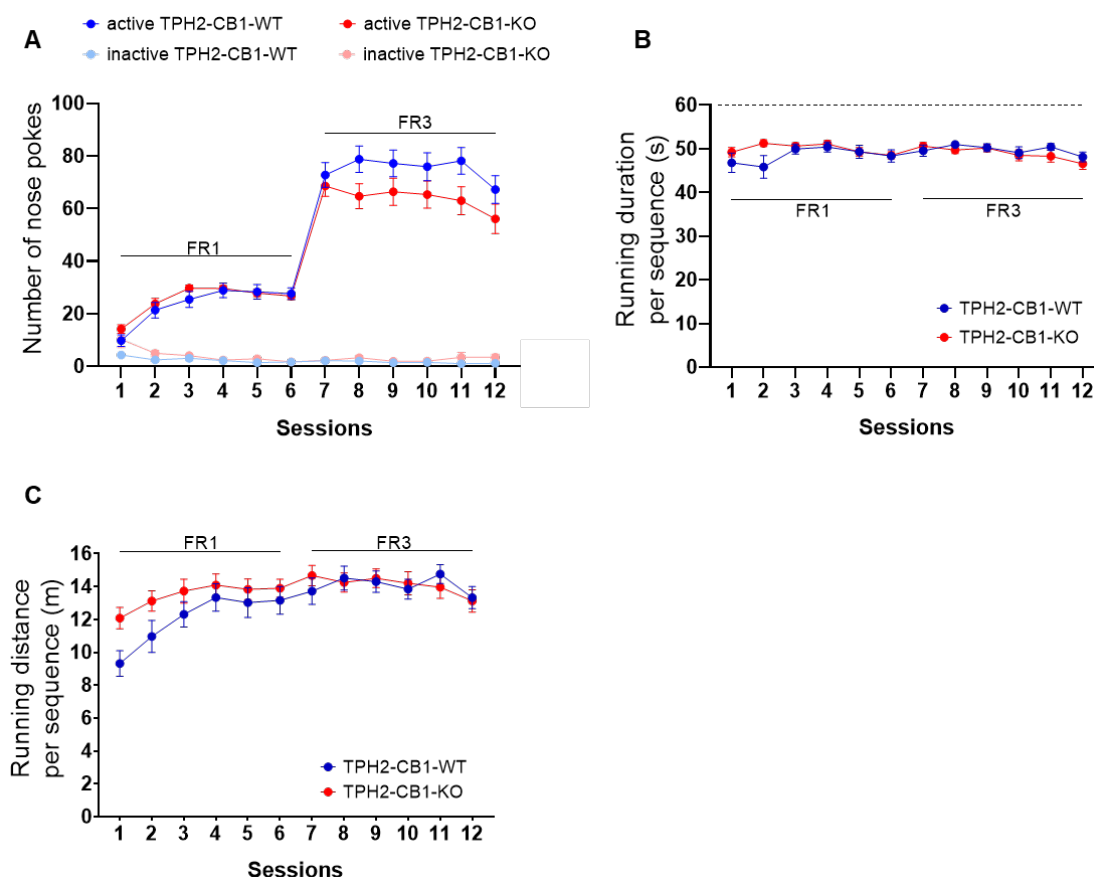 A
active TPH2-CB1-WT
active TPH2-CB1-KO
inactive TPH2-CB1-WT
inactive TPH2-CB1-KO
Number of nose pokes
100
80
60
40
20
0
FR1
FR3
1 2 3 4 5 6 7 8 9 10 11 12
Sessions
B
Running duration
per sequence (s)
60
50
40
30
20
10
0
FR1
FR3
TPH2-CB1-WT
TPH2-CB1-KO
1 2 3 4 5 6 7 8 9 10 11 12
Sessions
C
Running distance
per sequence (m)
16
14
12
10
8
6
4
2
0
FR1
FR3
TPH2-CB1-WT
TPH2-CB1-KO
1 2 3 4 5 6 7 8 9 10 11 12
Sessions